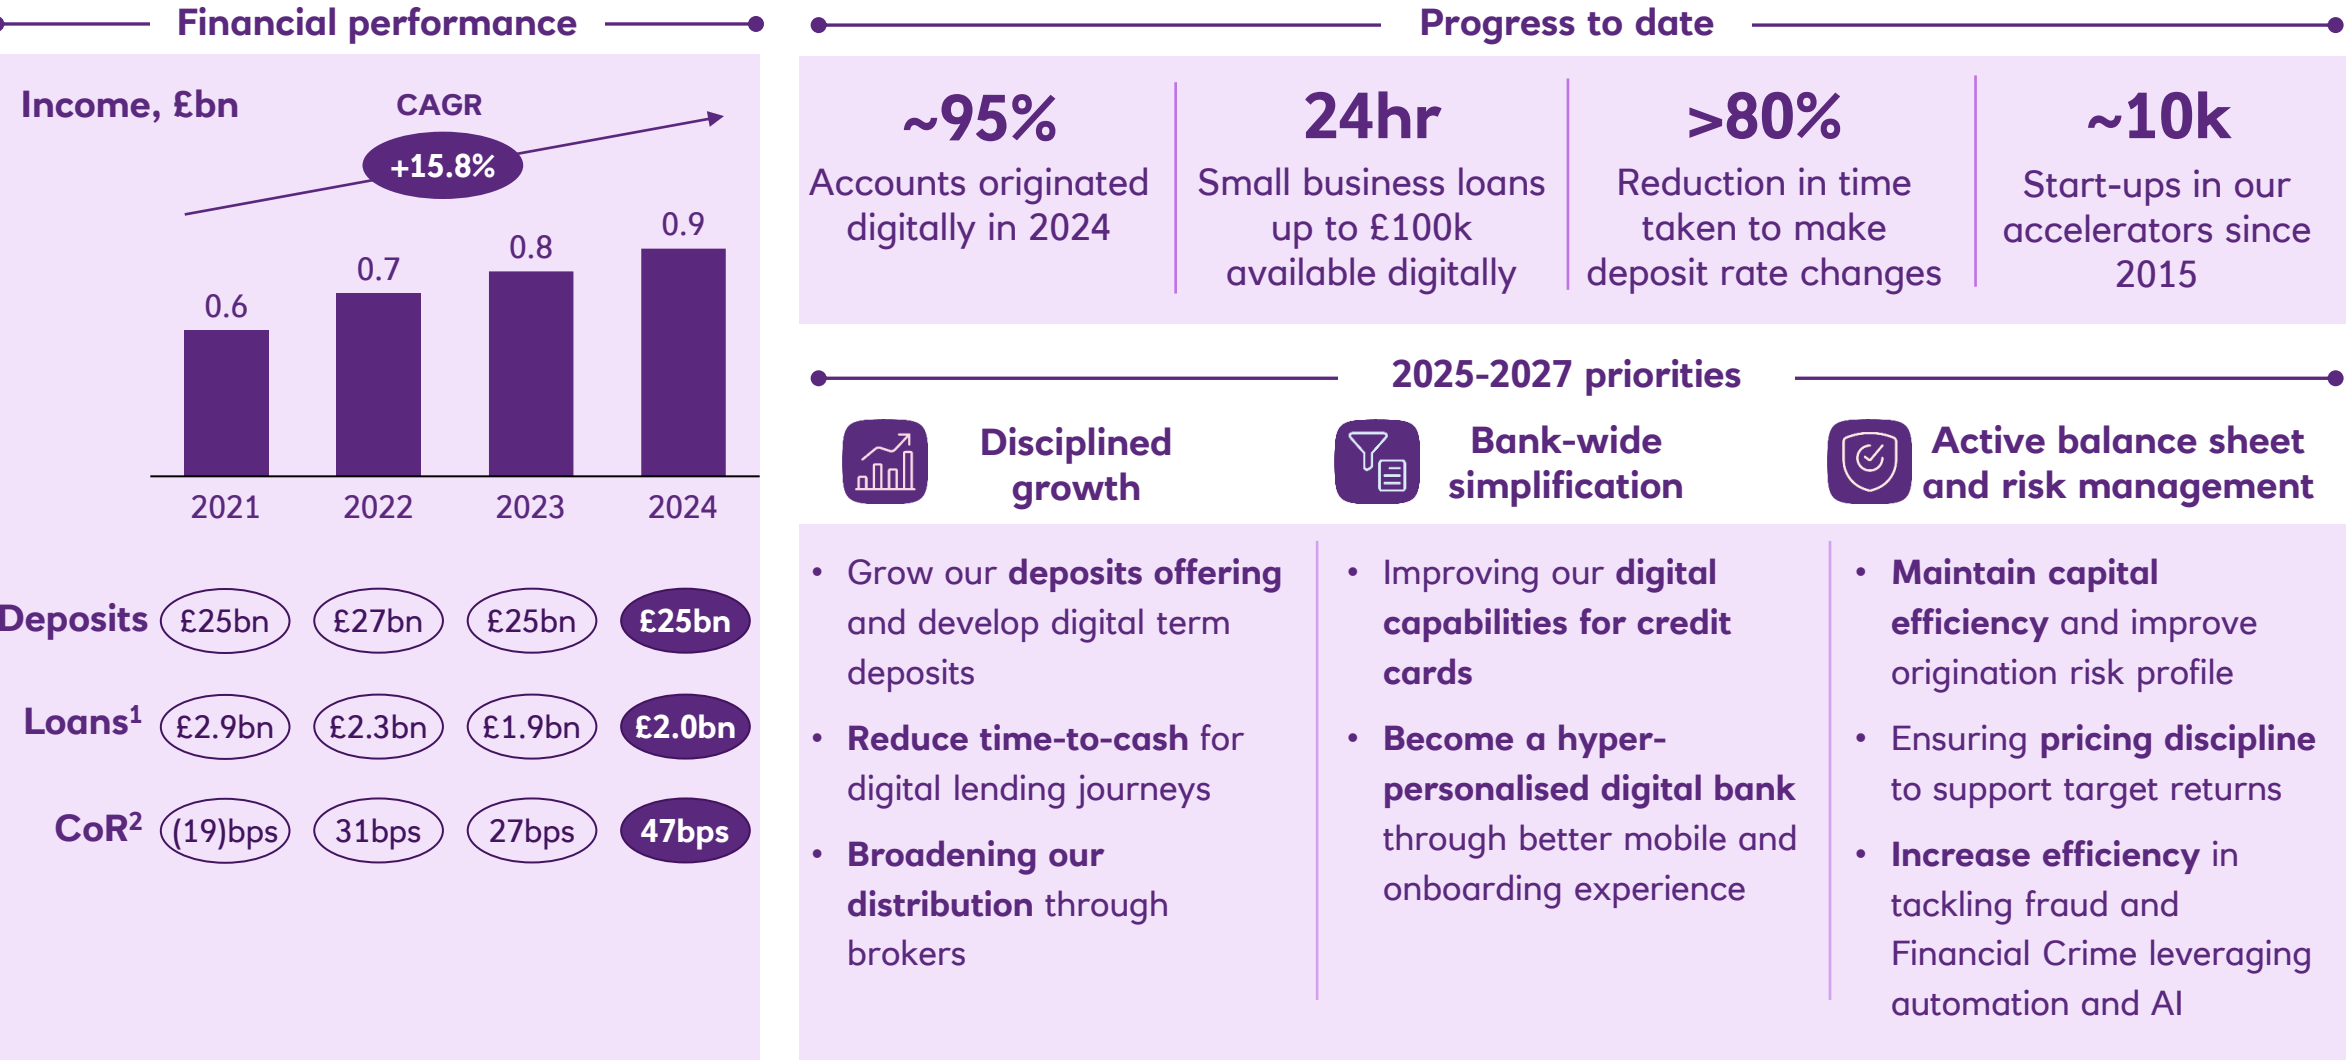 Financial performance
Income, £bn
CAGR
+15.8%
0.6
0.7
0.8
0.9
2021
2022
2023
2024
Deposits
£25bn
£27bn
£25bn
£25bn
Loans¹
£2.9bn
£2.3bn
£1.9bn
£2.0bn
CoR²
(19)bps
31bps
27bps
47bps
Progress to date
~95%
Accounts originated
digitally in 2024
24hr
Small business loans
up to £100k
available digitally
>80%
Reduction in time
taken to make
deposit rate changes
~10k
Start-ups in our
accelerators since
2015
2025-2027 priorities
Disciplined
growth
• Grow our deposits offering
and develop digital term
deposits
• Reduce time-to-cash for
digital lending journeys
• Broadening our
distribution through
brokers
Bank-wide
simplification
• Improving our digital
capabilities for credit
cards
• Become a hyper-
personalised digital bank
through better mobile and
onboarding experience
Active balance sheet
and risk management
• Maintain capital
efficiency and improve
origination risk profile
• Ensuring pricing discipline
to support target returns
• Increase efficiency in
tackling fraud and
Financial Crime leveraging
automation and AI